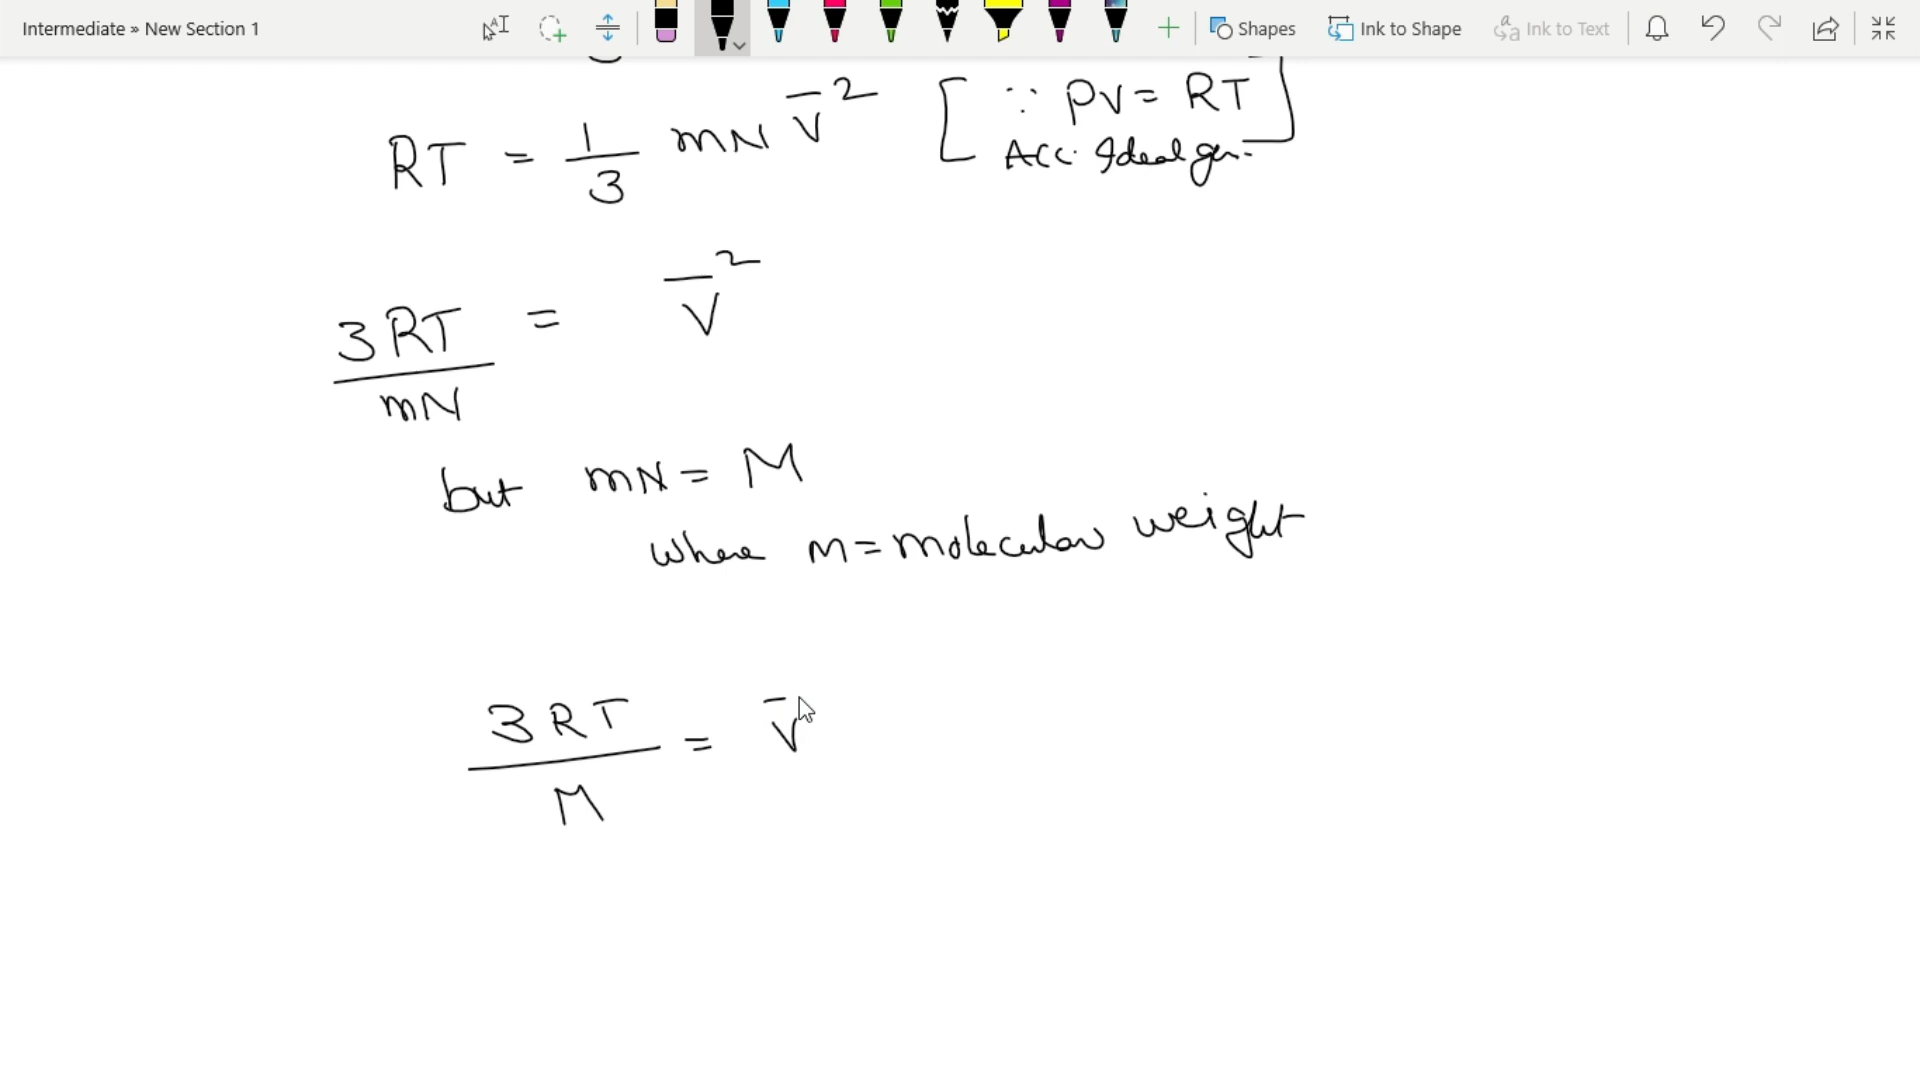 Intermediate » New Section 1 Shapes Ink to Shape Ink to Text
RT = 1/3 mN V̅² [∵ PV = RT]
Acc. Ideal
3RT/mN = V̅²
but mN = M
where M = molecular weight
3RT/M = V̅